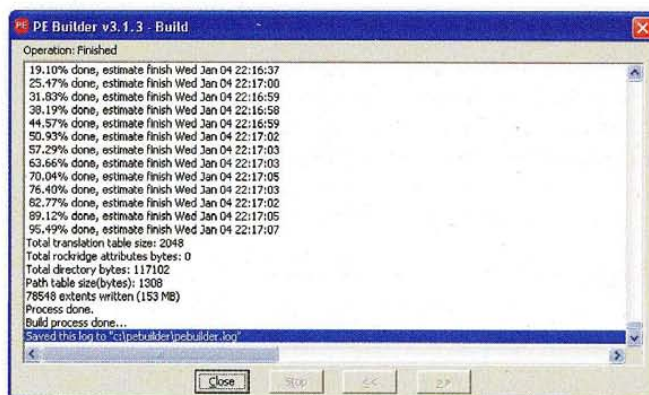 PE PE Builder v3.1.3 - Build
Operation: Finished
19.10% done, estimate finish Wed Jan 04 22:16:37
25.47% done, estimate finish Wed Jan 04 22:17:00
31.83% done, estimate finish Wed Jan 04 22:16:59
38.19% done, estimate finish Wed Jan 04 22:16:58
44.57% done, estimate finish Wed Jan 04 22:16:59
50.93% done, estimate finish Wed Jan 04 22:17:02
57.29% done, estimate finish Wed Jan 04 22:17:03
63.66% done, estimate finish Wed Jan 04 22:17:03
70.04% done, estimate finish Wed Jan 04 22:17:05
76.40% done, estimate finish Wed Jan 04 22:17:03
82.77% done, estimate finish Wed Jan 04 22:17:02
89.12% done, estimate finish Wed Jan 04 22:17:05
95.49% done, estimate finish Wed Jan 04 22:17:07
Total translation table size: 2048
Total rockridge attributes bytes: 0
Total directory bytes: 117102
Path table size(bytes): 1308
78548 extents written (153 MB)
Process done.
Build process done...
Saved this log to "c:\pebuilder\pebuilder.log"
Close Stop << >>